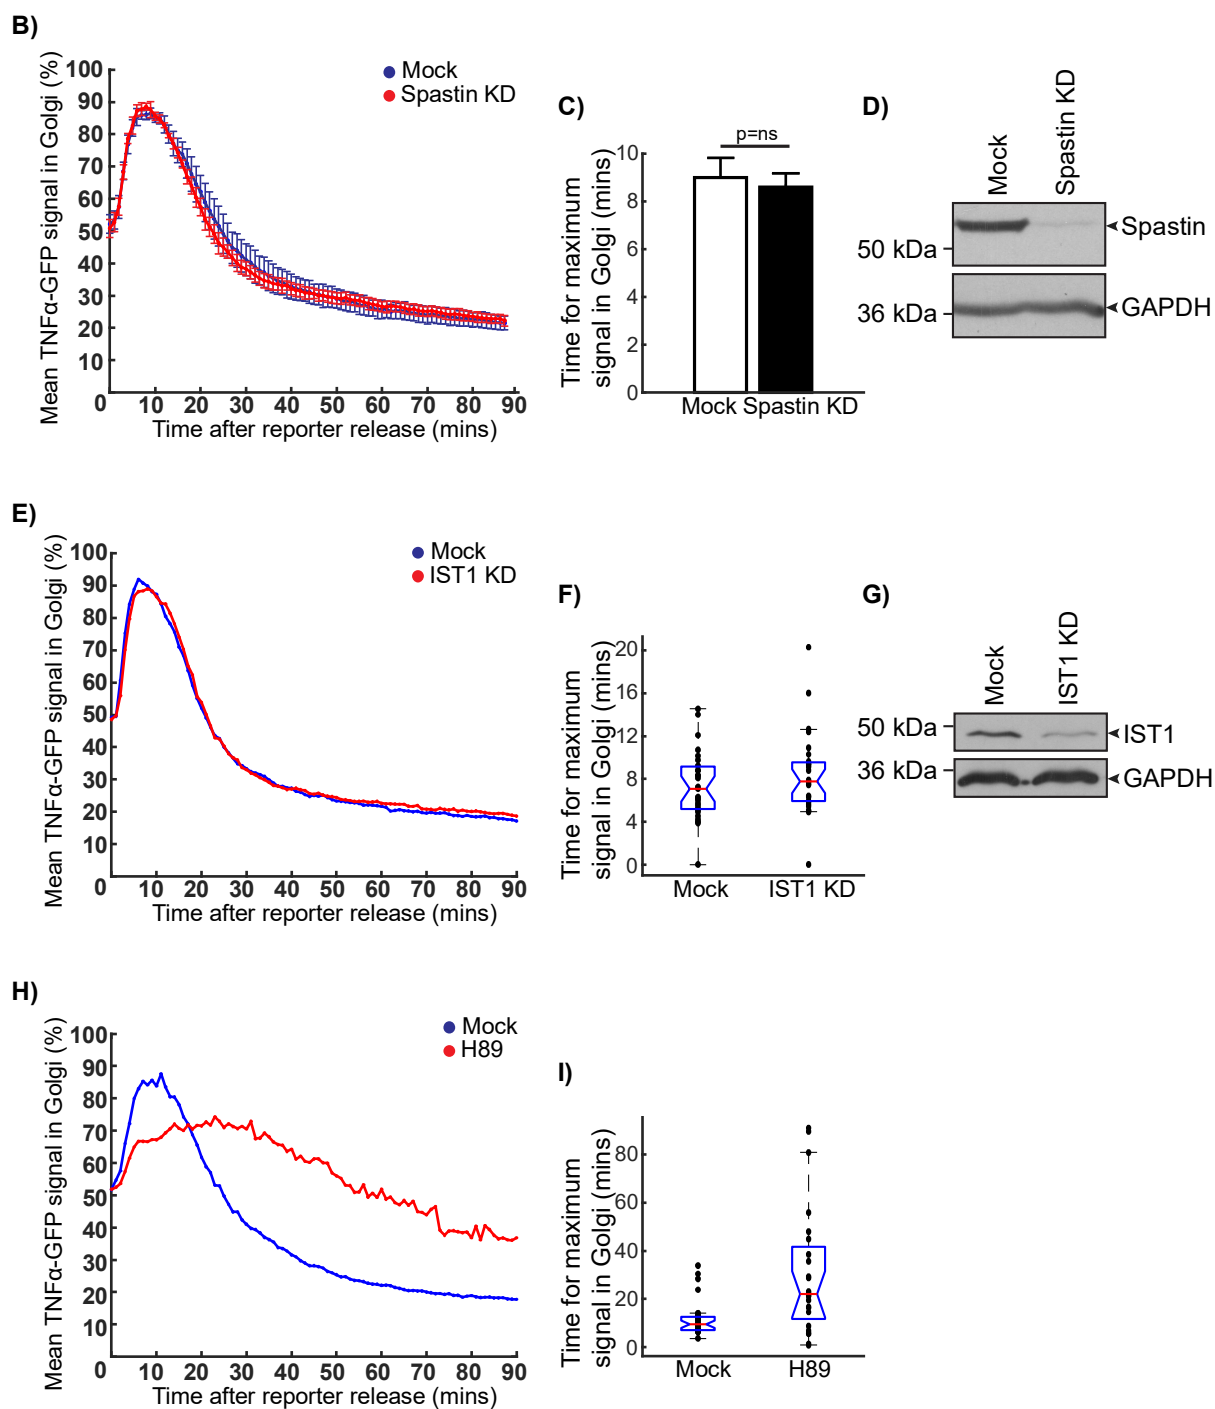 B)
Mean TNFα-GFP signal in Golgi (%)
100
90
80
70
60
50
40
30
20
10
0
10 20 30 40 50 60 70 80 90
Time after reporter release (mins)
Mock
Spastin KD
C)
Time for maximum
signal in Golgi (mins)
10
8
6
4
2
0
p=ns
Mock Spastin KD
D)
Mock
Spastin KD
50 kDa
Spastin
36 kDa
GAPDH
E)
Mean TNFα-GFP signal in Golgi (%)
100
90
80
70
60
50
40
30
20
10
0
10 20 30 40 50 60 70 80 90
Time after reporter release (mins)
Mock
IST1 KD
F)
Time for maximum
signal in Golgi (mins)
20
16
12
8
4
0
Mock IST1 KD
G)
Mock
IST1 KD
50 kDa
IST1
36 kDa
GAPDH
H)
Mean TNFα-GFP signal in Golgi (%)
100
90
80
70
60
50
40
30
20
10
0
10 20 30 40 50 60 70 80 90
Time after reporter release (mins)
Mock
H89
I)
Time for maximum
signal in Golgi (mins)
80
60
40
20
0
Mock H89